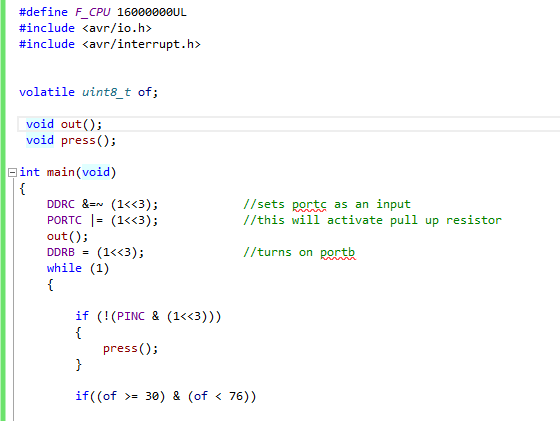 #define F_CPU 16000000UL
#include <avr/io.h>
#include <avr/interrupt.h>
volatile uint8_t of;
void out();
void press();
int main(void)
{
DDRC &=~ (1<<3); //sets portc as an input
PORTC |= (1<<3); //this will activate pull up resistor
out();
DDRB = (1<<3); //turns on portb
while (1)
{
if (!(PINC & (1<<3)))
{
press();
}
if((of >= 30) & (of < 76))